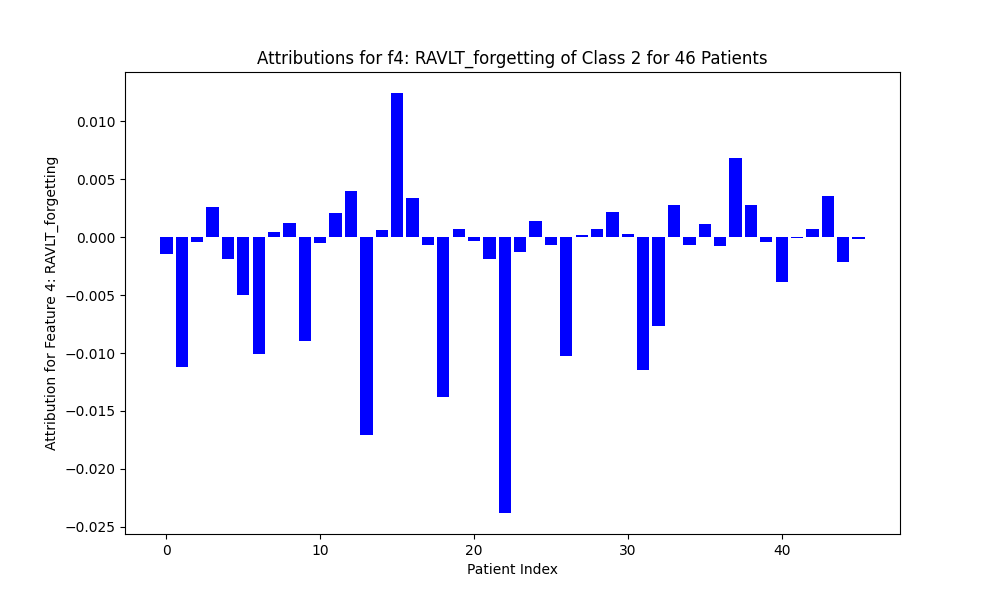 Attributions for f4: RAVLT_forgetting of Class 2 for 46 Patients
Attribution for Feature 4: RAVLT_forgetting
0.010
0.005
0.000
−0.005
−0.010
−0.015
−0.020
−0.025
0 10 20 30 40
Patient Index